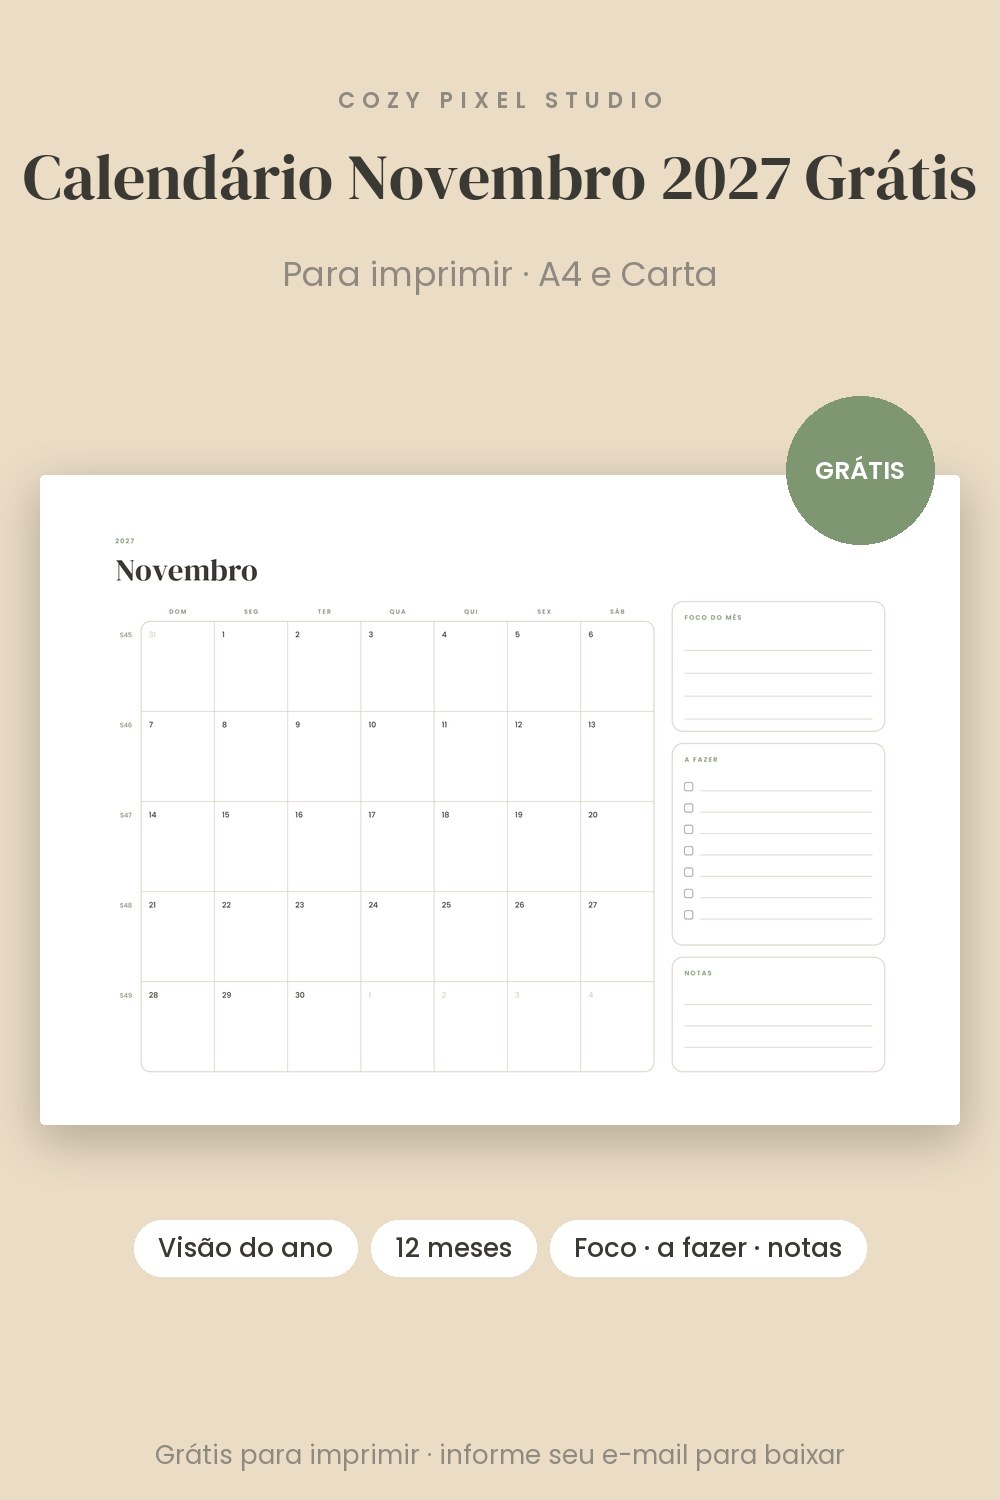 COZY PIXEL STUDIO
Calendário Novembro 2027 Grátis
Para imprimir · A4 e Carta
GRÁTIS
2027
Novembro
DOM SEG TER QUA QUI SEX SÁB
S45 31 1 2 3 4 5 6
S46 7 8 9 10 11 12 13
S47 14 15 16 17 18 19 20
S48 21 22 23 24 25 26 27
S49 28 29 30 1 2 3 4
FOCO DO MÊS
A FAZER
NOTAS
Visão do ano
12 meses
Foco · a fazer · notas
Grátis para imprimir · informe seu e-mail para baixar